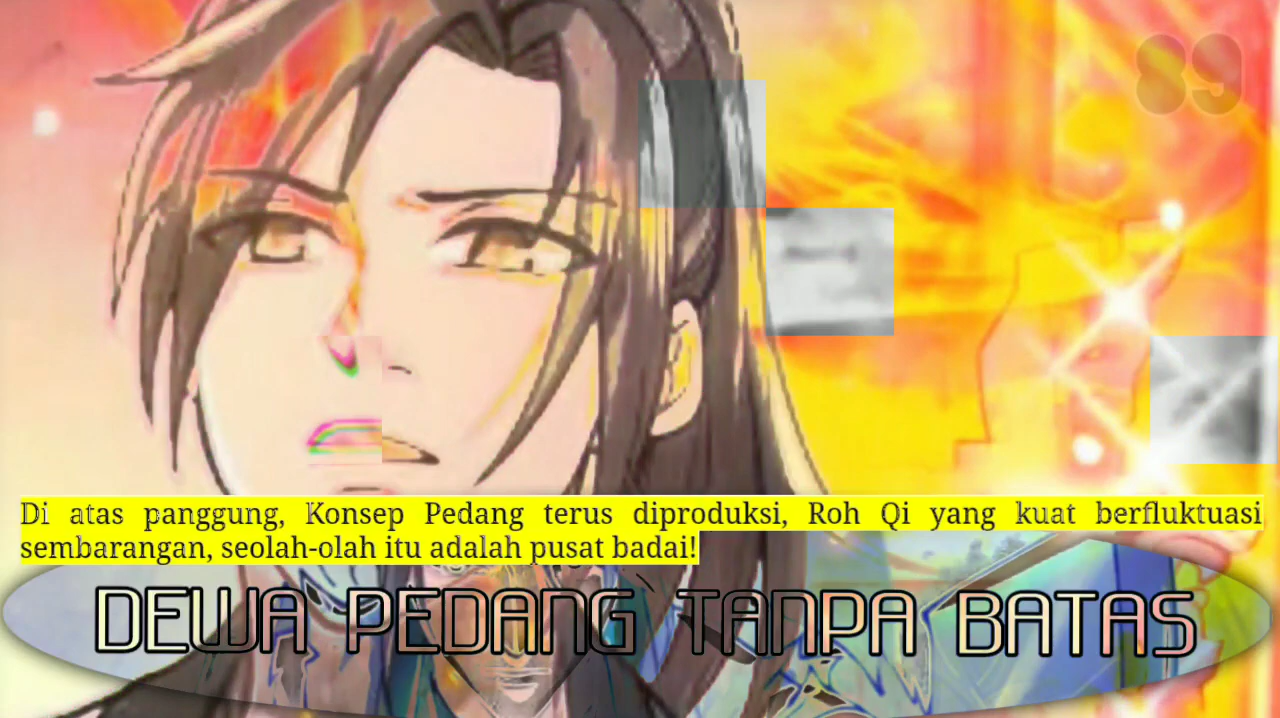 89
Di atas panggung, Konsep Pedang terus diproduksi, Roh Qi yang kuat berfluktuasi
sembarangan, seolah-olah itu adalah pusat badai!
DEWA PEDANG TANPA BATAS